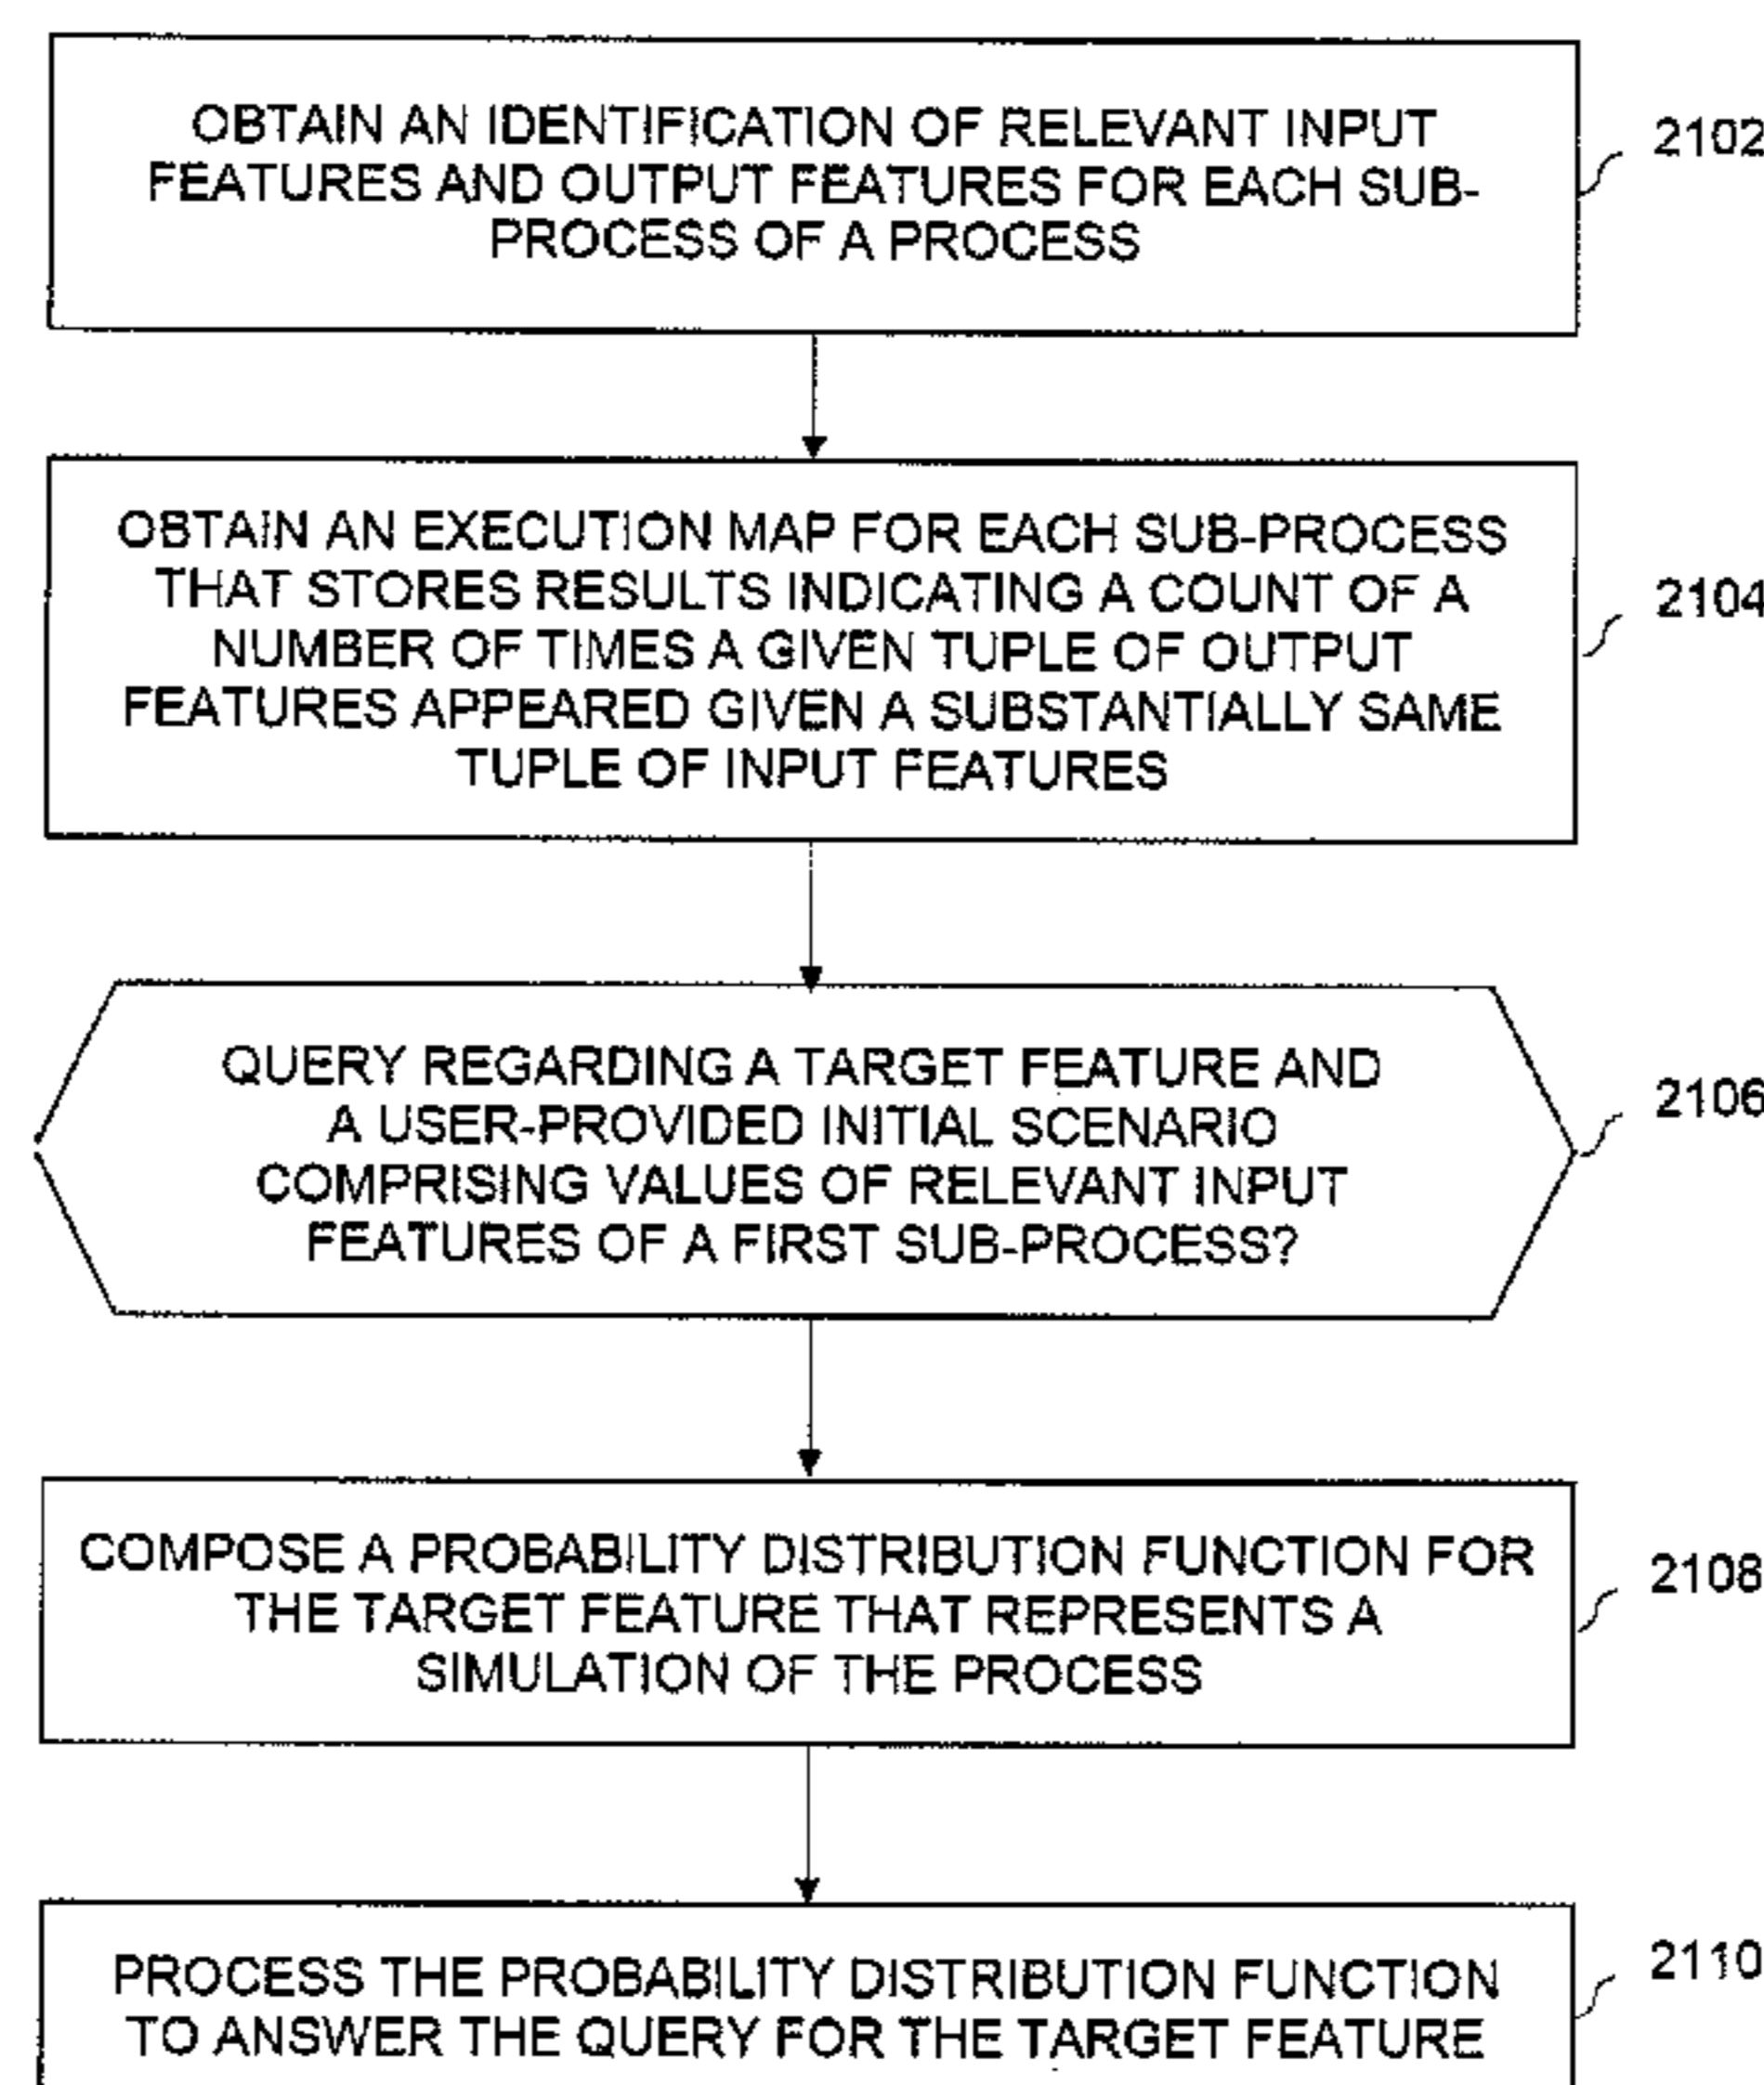 OBTAIN AN IDENTIFICATION OF RELEVANT INPUT
FEATURES AND OUTPUT FEATURES FOR EACH SUB-
PROCESS OF A PROCESS
2102
OBTAIN AN EXECUTION MAP FOR EACH SUB-PROCESS
THAT STORES RESULTS INDICATING A COUNT OF A
NUMBER OF TIMES A GIVEN TUPLE OF OUTPUT
FEATURES APPEARED GIVEN A SUBSTANTIALLY SAME
TUPLE OF INPUT FEATURES
2104
QUERY REGARDING A TARGET FEATURE AND
A USER-PROVIDED INITIAL SCENARIO
COMPRISING VALUES OF RELEVANT INPUT
FEATURES OF A FIRST SUB-PROCESS?
2106
COMPOSE A PROBABILITY DISTRIBUTION FUNCTION FOR
THE TARGET FEATURE THAT REPRESENTS A
SIMULATION OF THE PROCESS
2108
PROCESS THE PROBABILITY DISTRIBUTION FUNCTION
TO ANSWER THE QUERY FOR THE TARGET FEATURE
2110